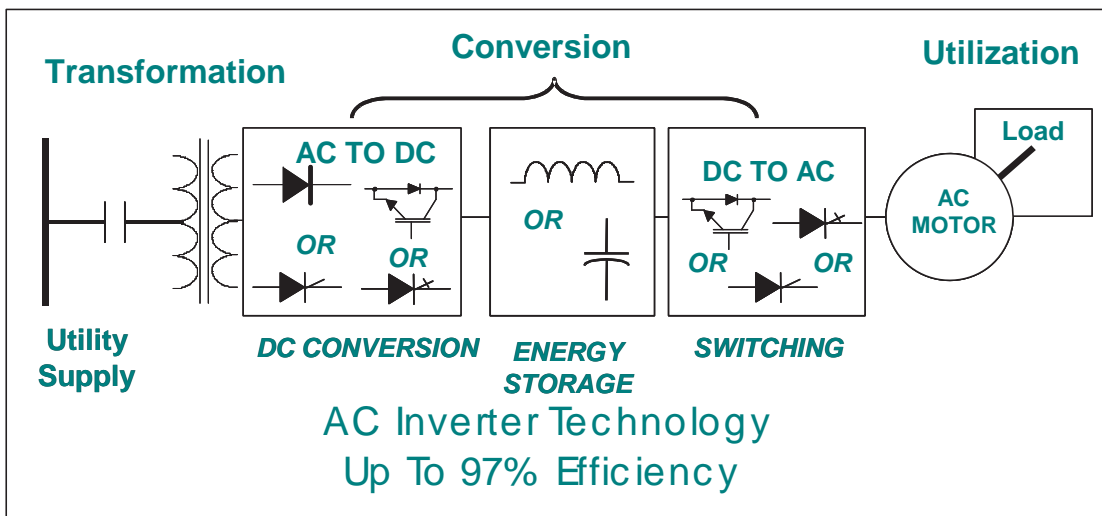 Transformation
Conversion
Utilization
AC TO DC
OR
OR
OR
DC TO AC
OR
OR
Load
AC
MOTOR
Utility
Supply
DC CONVERSION
ENERGY
STORAGE
SWITCHING
AC Inverter Technology
Up To 97% Efficiency